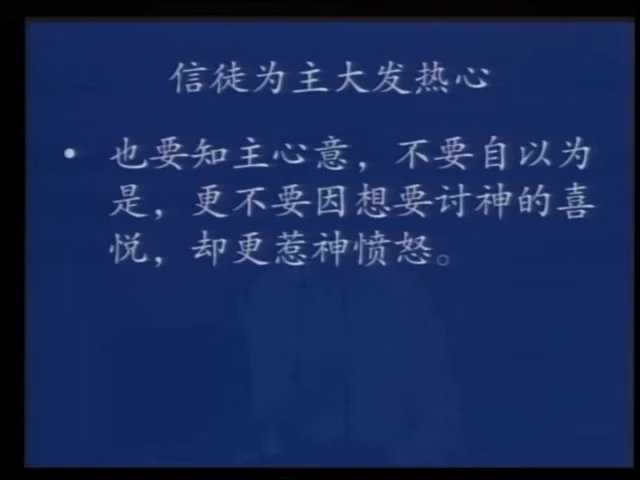 信徒为主大发热心
• 也要知主心意，不要自以为
是，更不要因想要讨神的喜
悦，却更惹神愤怒。